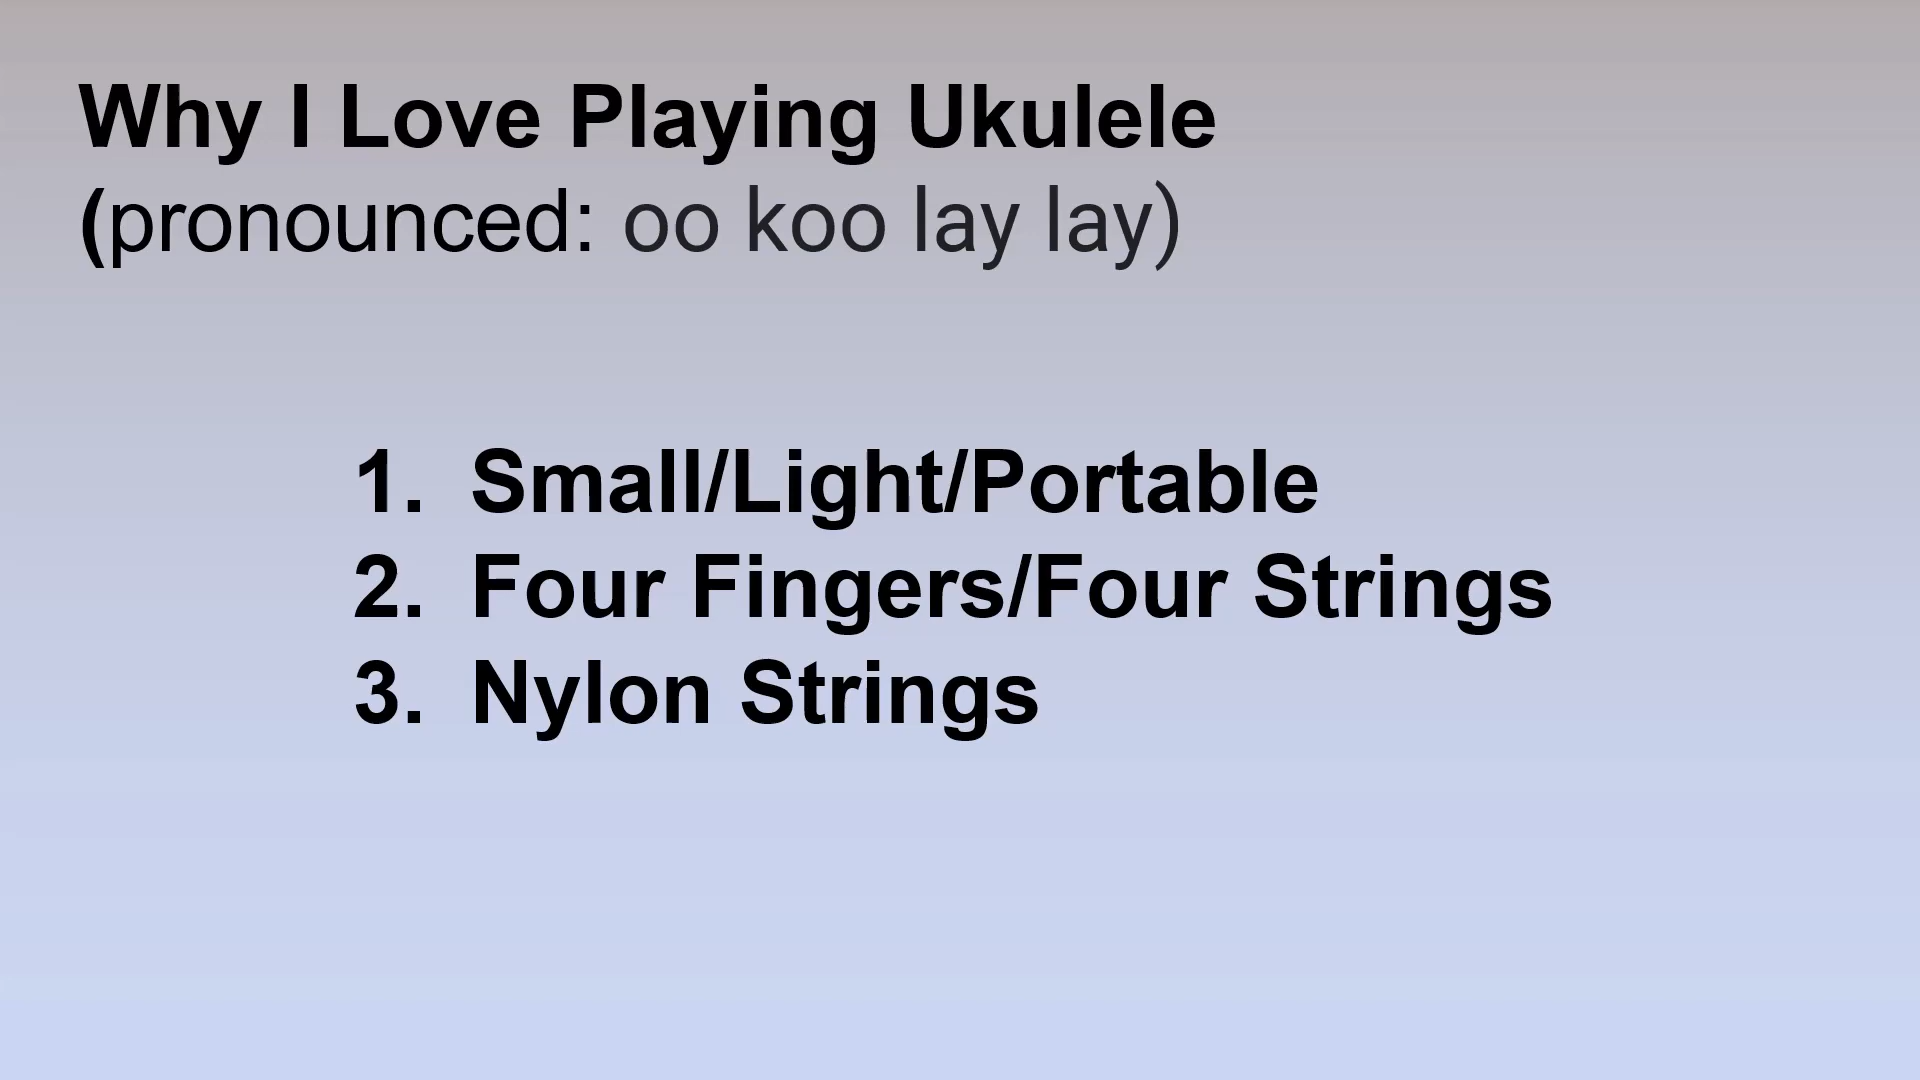 Why I Love Playing Ukulele
(pronounced: oo koo lay lay)
1. Small/Light/Portable
2. Four Fingers/Four Strings
3. Nylon Strings